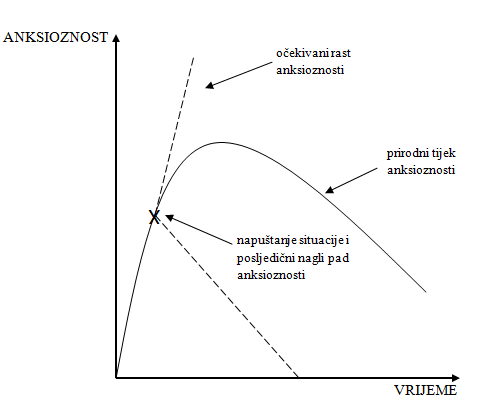 ANKSIOZNOST
očekivani rast
anksioznosti
prirodni tijek
anksioznosti
X
napuštanje situacije i
posljedični nagli pad
anksioznosti
VRIJEME